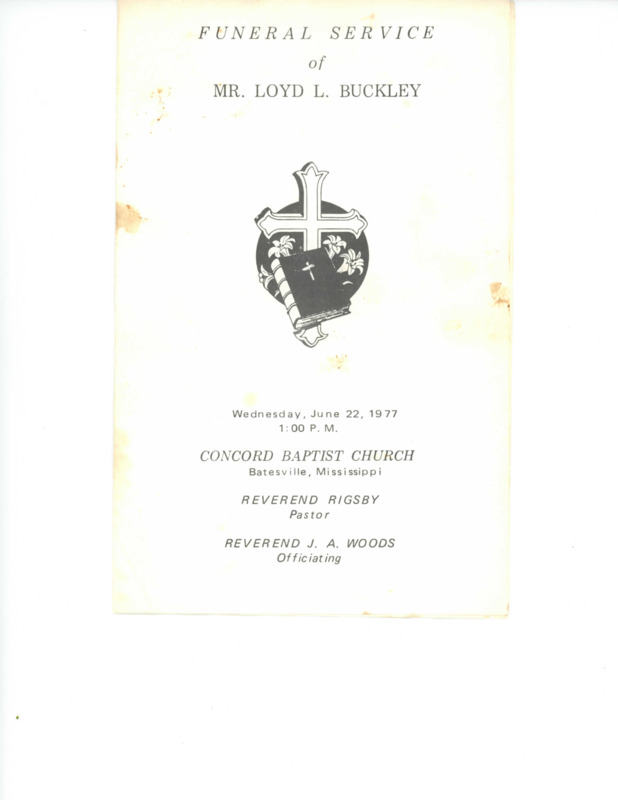 FUNERAL SERVICE
of
MR. LOYD L. BUCKLEY
Wednesday, June 22, 1977
1:00 P. M.
CONCORD BAPTIST CHURCH
Batesville, Mississippi
REVEREND RIGSBY
Pastor
REVEREND J. A. WOODS
Officiating